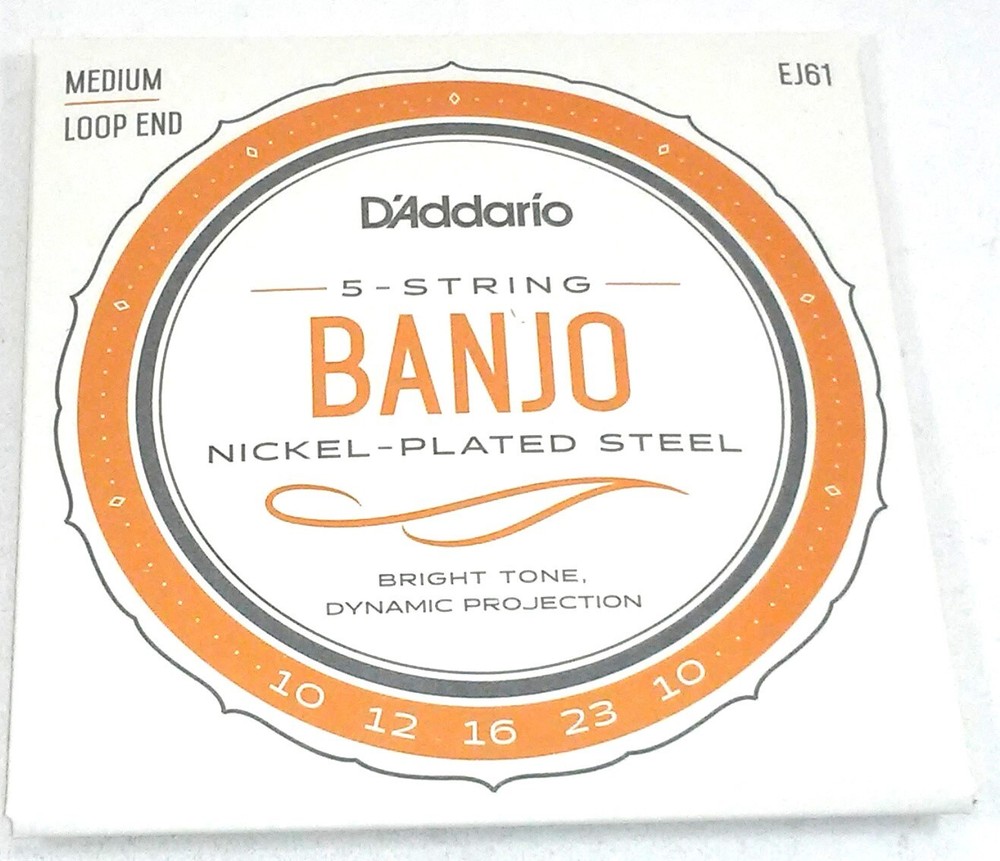 MEDIUM
LOOP END
EJ61
D'Addario
5-STRING
BANJO
NICKEL-PLATED STEEL
BRIGHT TONE,
DYNAMIC PROJECTION
10 12 16 23 10